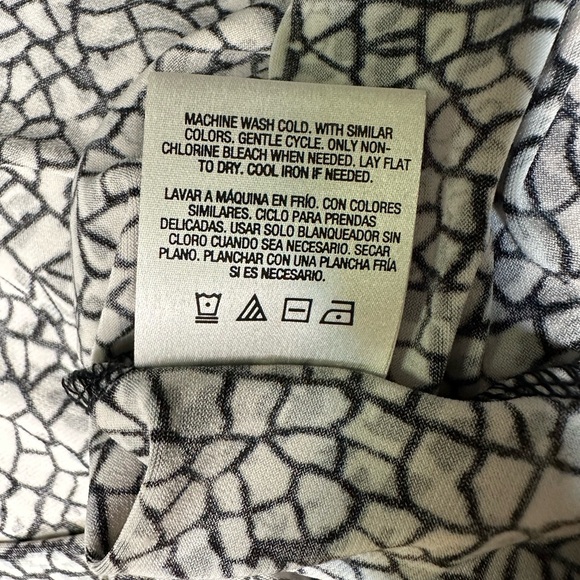 MACHINE WASH COLD. WITH SIMILAR
COLORS. GENTLE CYCLE. ONLY NON-
CHLORINE BLEACH WHEN NEEDED. LAY FLAT
TO DRY. COOL IRON IF NEEDED.
LAVAR A MÁQUINA EN FRÍO. CON COLORES
SIMILARES. CICLO PARA PRENDAS
DELICADAS. USAR SOLO BLANQUEADOR SIN
CLORO CUANDO SEA NECESARIO. SECAR
PLANO. PLANCHAR CON UNA PLANCHA FRÍA
SI ES NECESARIO.